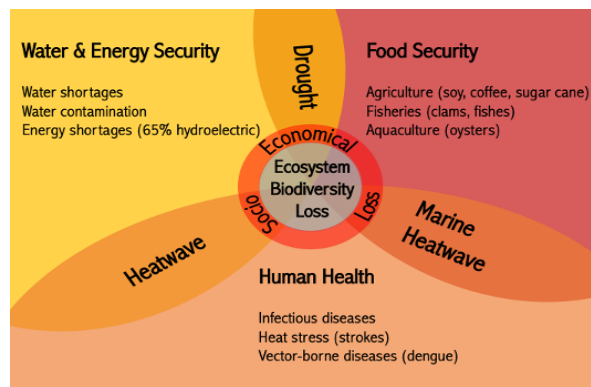 Water & Energy Security
Water shortages
Water contamination
Energy shortages (65% hydroelectric)
Drought
Food Security
Agriculture (soy, coffee, sugar cane)
Fisheries (clams, fishes)
Aquaculture (oysters)
Socio Economical Loss
Ecosystem
Biodiversity
Loss
Heatwave
Marine
Heatwave
Human Health
Infectious diseases
Heat stress (strokes)
Vector-borne diseases (dengue)